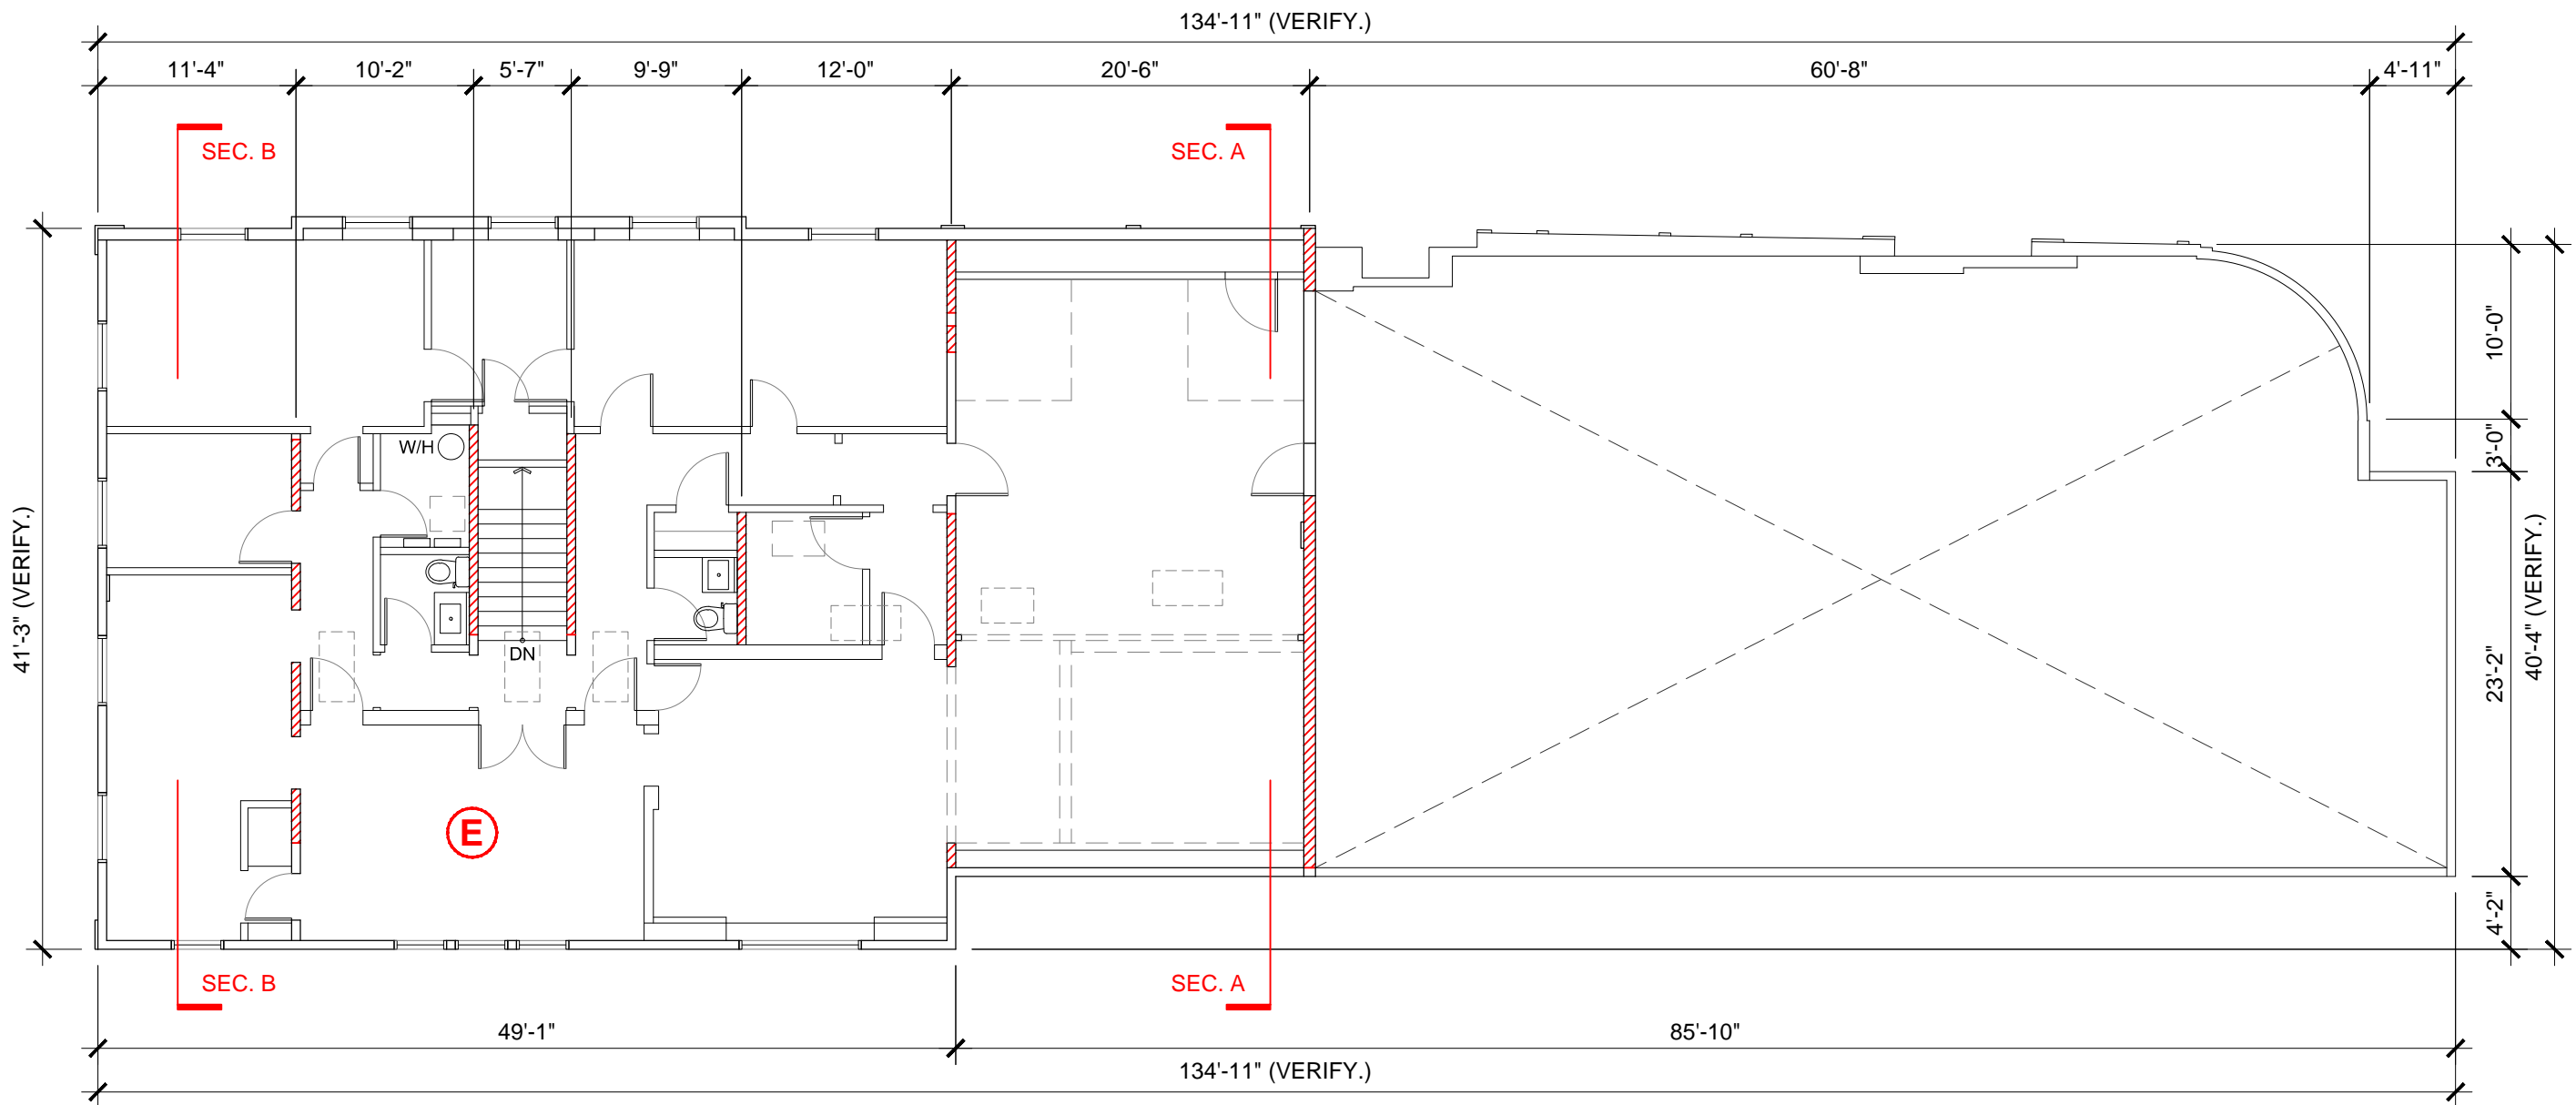 134'-11" (VERIFY.)
11'-4" 10'-2" 5'-7" 9'-9" 12'-0" 20'-6" 60'-8" 4'-11"
SEC. B SEC. A
10'-0"
W/H
3'-0"
41'-3" (VERIFY.)
40'-4" (VERIFY.)
DN
23'-2"
E
4'-2"
SEC. B SEC. A
49'-1" 85'-10"
134'-11" (VERIFY.)